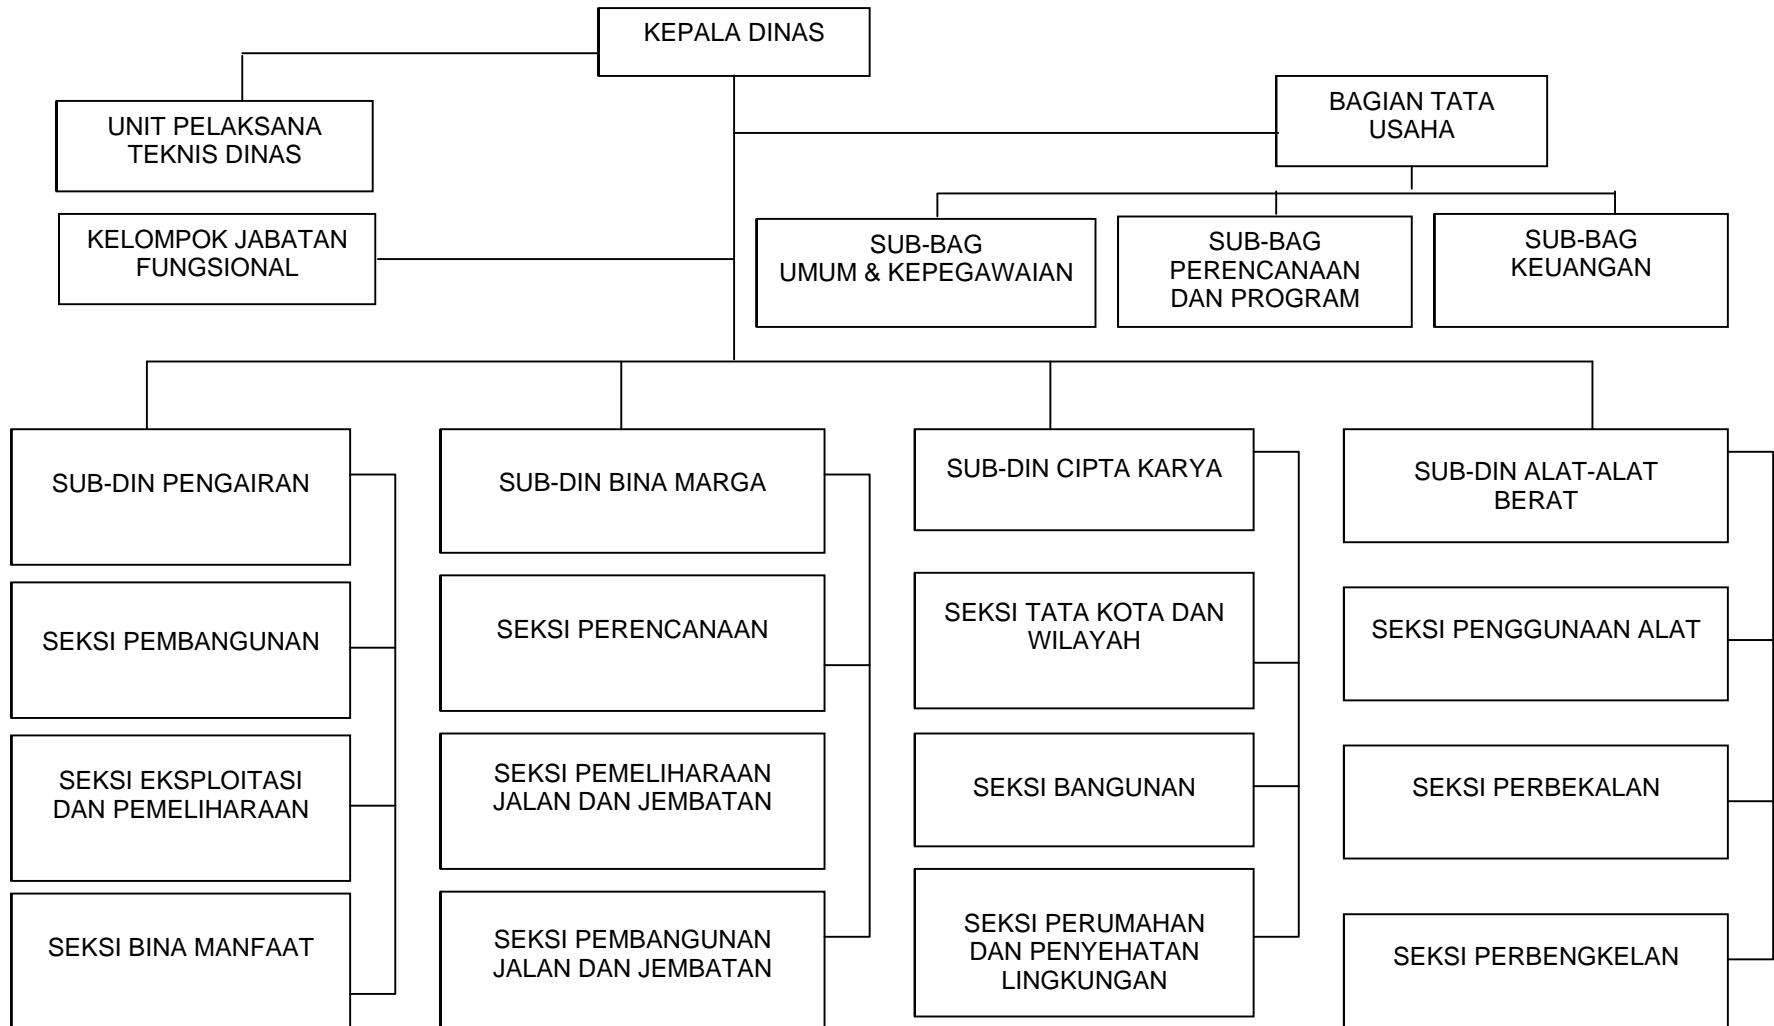 KEPALA DINAS
BAGIAN TATA
USAHA
UNIT PELAKSANA
TEKNIS DINAS
KELOMPOK JABATAN
FUNGSIONAL
SUB-BAG
UMUM & KEPEGAWAIAN
SUB-BAG
PERENCANAAN
DAN PROGRAM
SUB-BAG
KEUANGAN
SUB-DIN PENGAIRAN
SEKSI PEMBANGUNAN
SEKSI EKSPLOITASI
DAN PEMELIHARAAN
SEKSI BINA MANFAAT
SUB-DIN BINA MARGA
SEKSI PERENCANAAN
SEKSI PEMELIHARAAN
JALAN DAN JEMBATAN
SEKSI PEMBANGUNAN
JALAN DAN JEMBATAN
SUB-DIN CIPTA KARYA
SEKSI TATA KOTA DAN
WILAYAH
SEKSI BANGUNAN
SEKSI PERUMAHAN
DAN PENYEHATAN
LINGKUNGAN
SUB-DIN ALAT-ALAT
BERAT
SEKSI PENGGUNAAN ALAT
SEKSI PERBEKALAN
SEKSI PERBENGKELAN